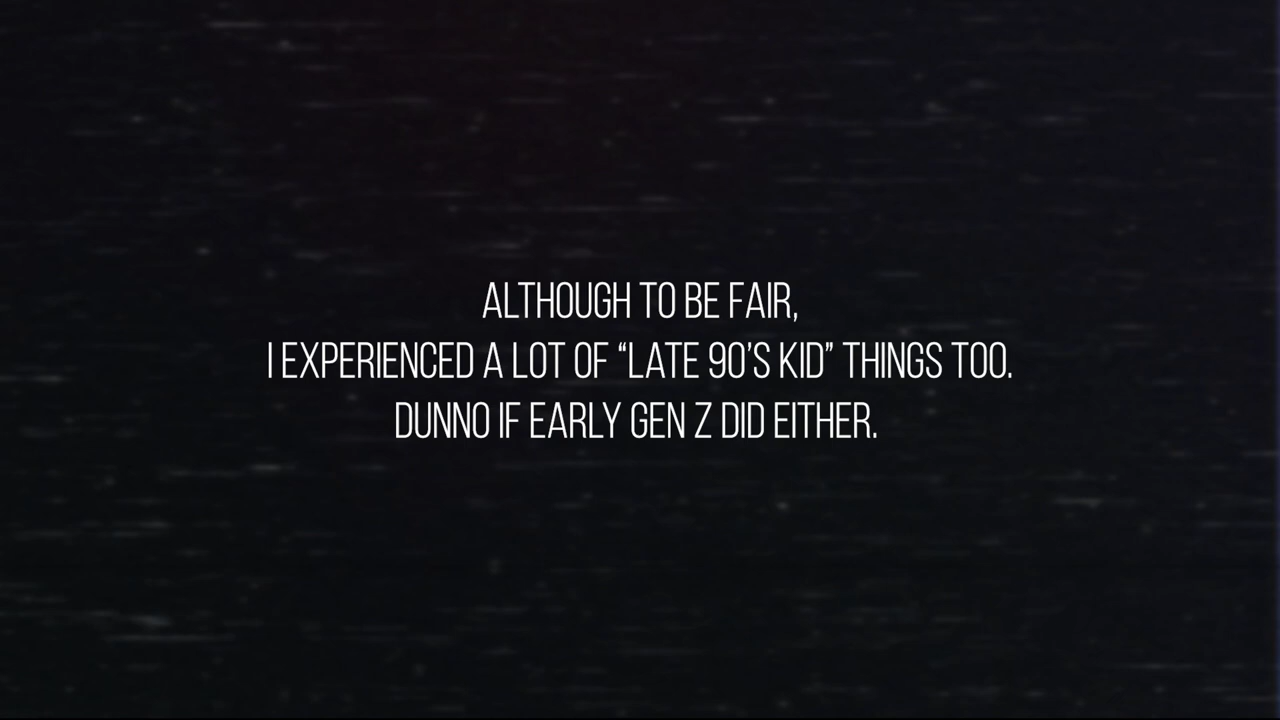 ALTHOUGH TO BE FAIR,
I EXPERIENCED A LOT OF “LATE 90’S KID” THINGS TOO.
DUNNO IF EARLY GEN Z DID EITHER.